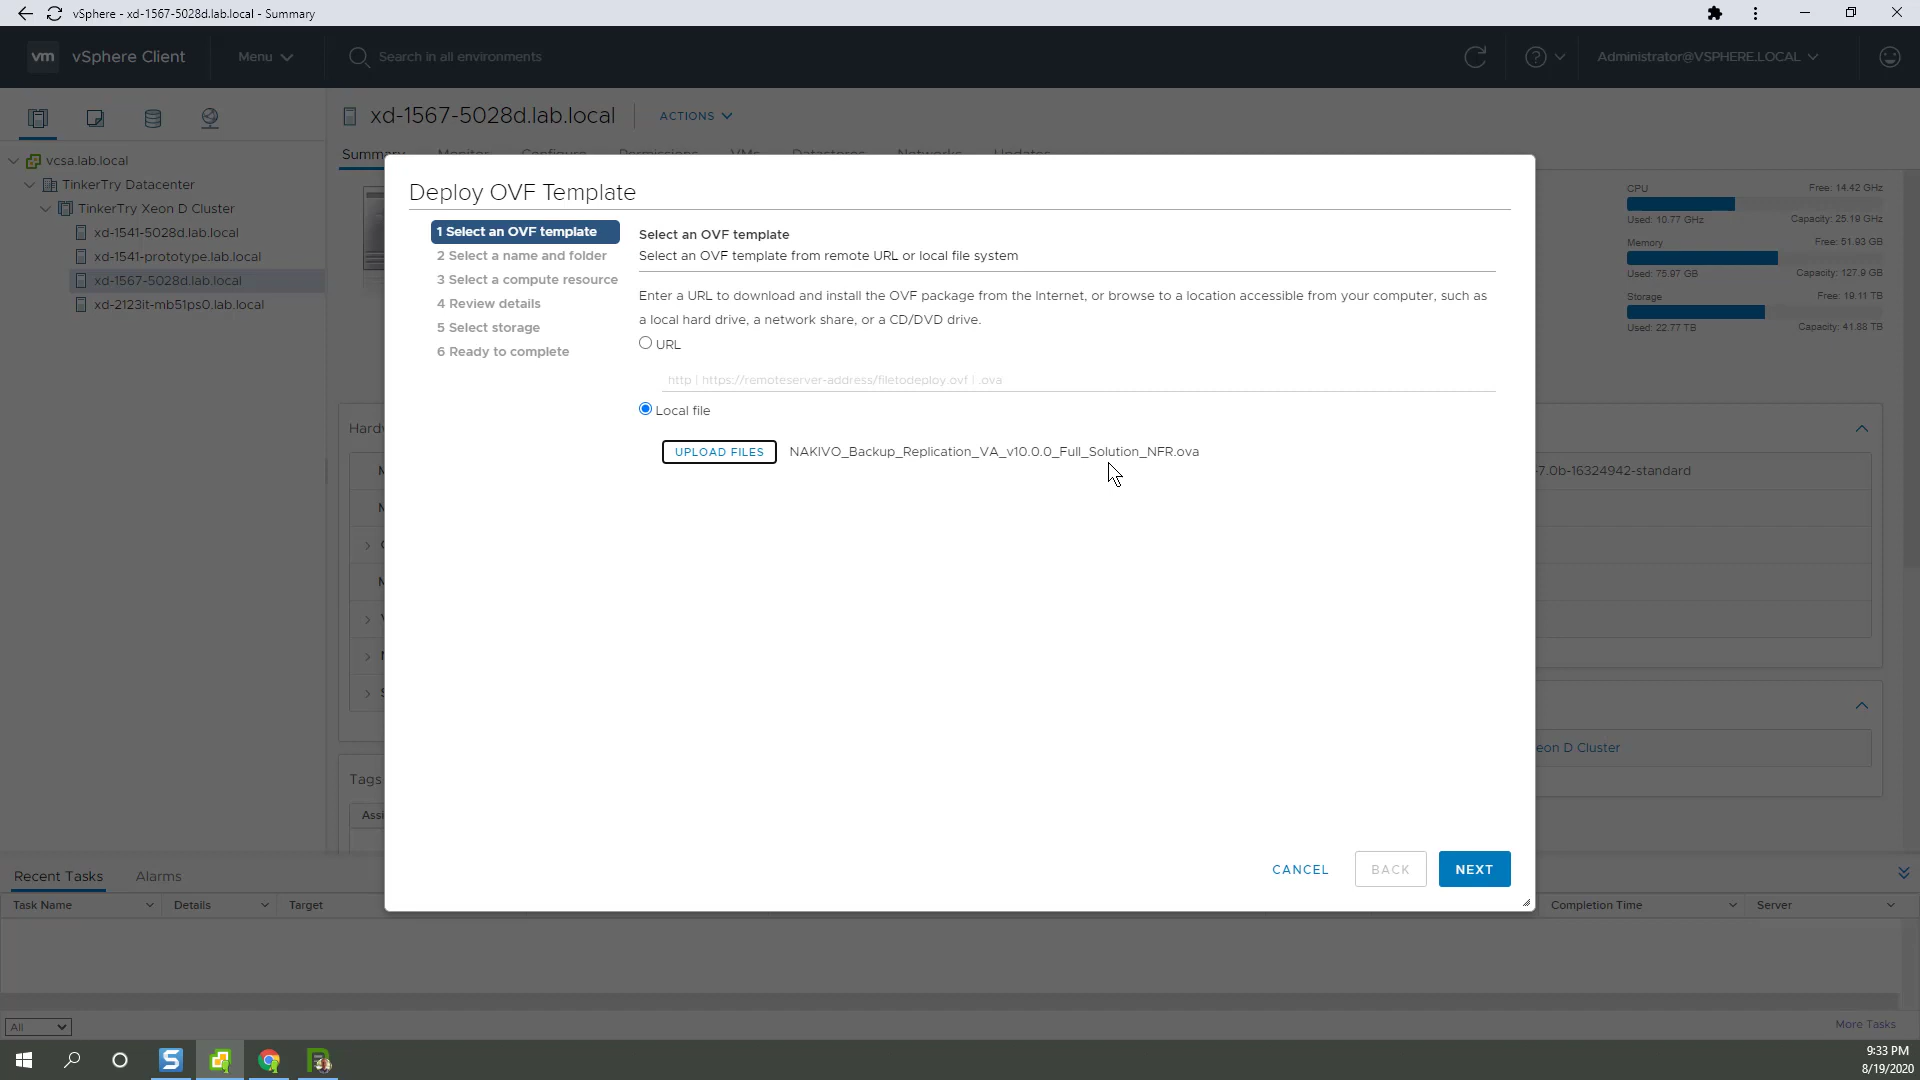 vSphere - xd-1567-5028d.lab.local - Summary
vm vSphere Client Menu Search in all environments Administrator@VSPHERE.LOCAL
xd-1567-5028d.lab.local ACTIONS
Summary Monitor Configure Permissions VMs Datastores Networks Updates
vcsa.lab.local
TinkerTry Datacenter
TinkerTry Xeon D Cluster
xd-1541-5028d.lab.local
xd-1541-prototype.lab.local
xd-1567-5028d.lab.local
xd-2123it-mb51ps0.lab.local
Deploy OVF Template
1 Select an OVF template
2 Select a name and folder
3 Select a compute resource
4 Review details
5 Select storage
6 Ready to complete
Select an OVF template
Select an OVF template from remote URL or local file system
Enter a URL to download and install the OVF package from the Internet, or browse to a location accessible from your computer, such as
a local hard drive, a network share, or a CD/DVD drive.
URL
http | https://remoteserver-address/filetodeploy.ovf | .ova
Local file
UPLOAD FILES NAKIVO_Backup_Replication_VA_v10.0.0_Full_Solution_NFR.ova
CANCEL BACK NEXT
CPU Free: 14.42 GHz
Used: 10.77 GHz Capacity: 25.19 GHz
Memory Free: 51.93 GB
Used: 75.97 GB Capacity: 127.9 GB
Storage Free: 19.11 TB
Used: 22.77 TB Capacity: 41.88 TB
-7.0b-16324942-standard
eon D Cluster
Tags
Recent Tasks Alarms
Task Name Details Target Completion Time Server
All More Tasks
9:33 PM
8/19/2020